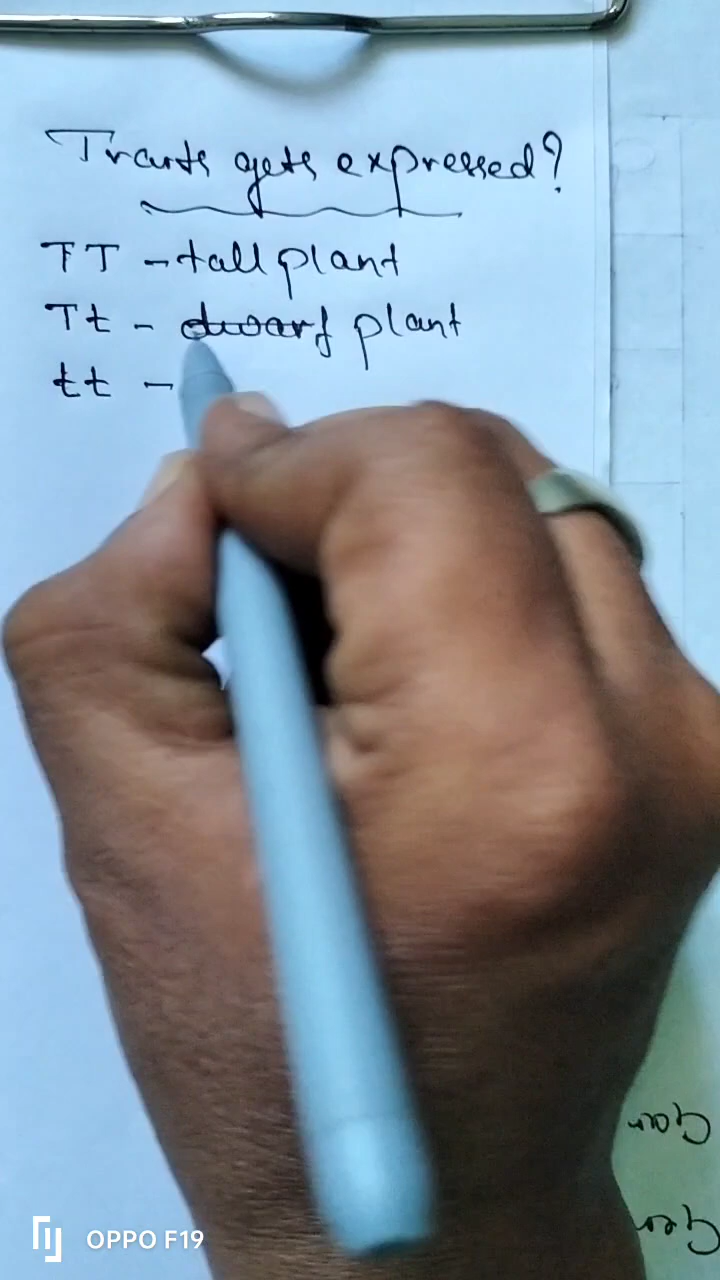 Traits gets expressed?
TT - tall plant
Tt - dwarf plant
tt -
OPPO F19